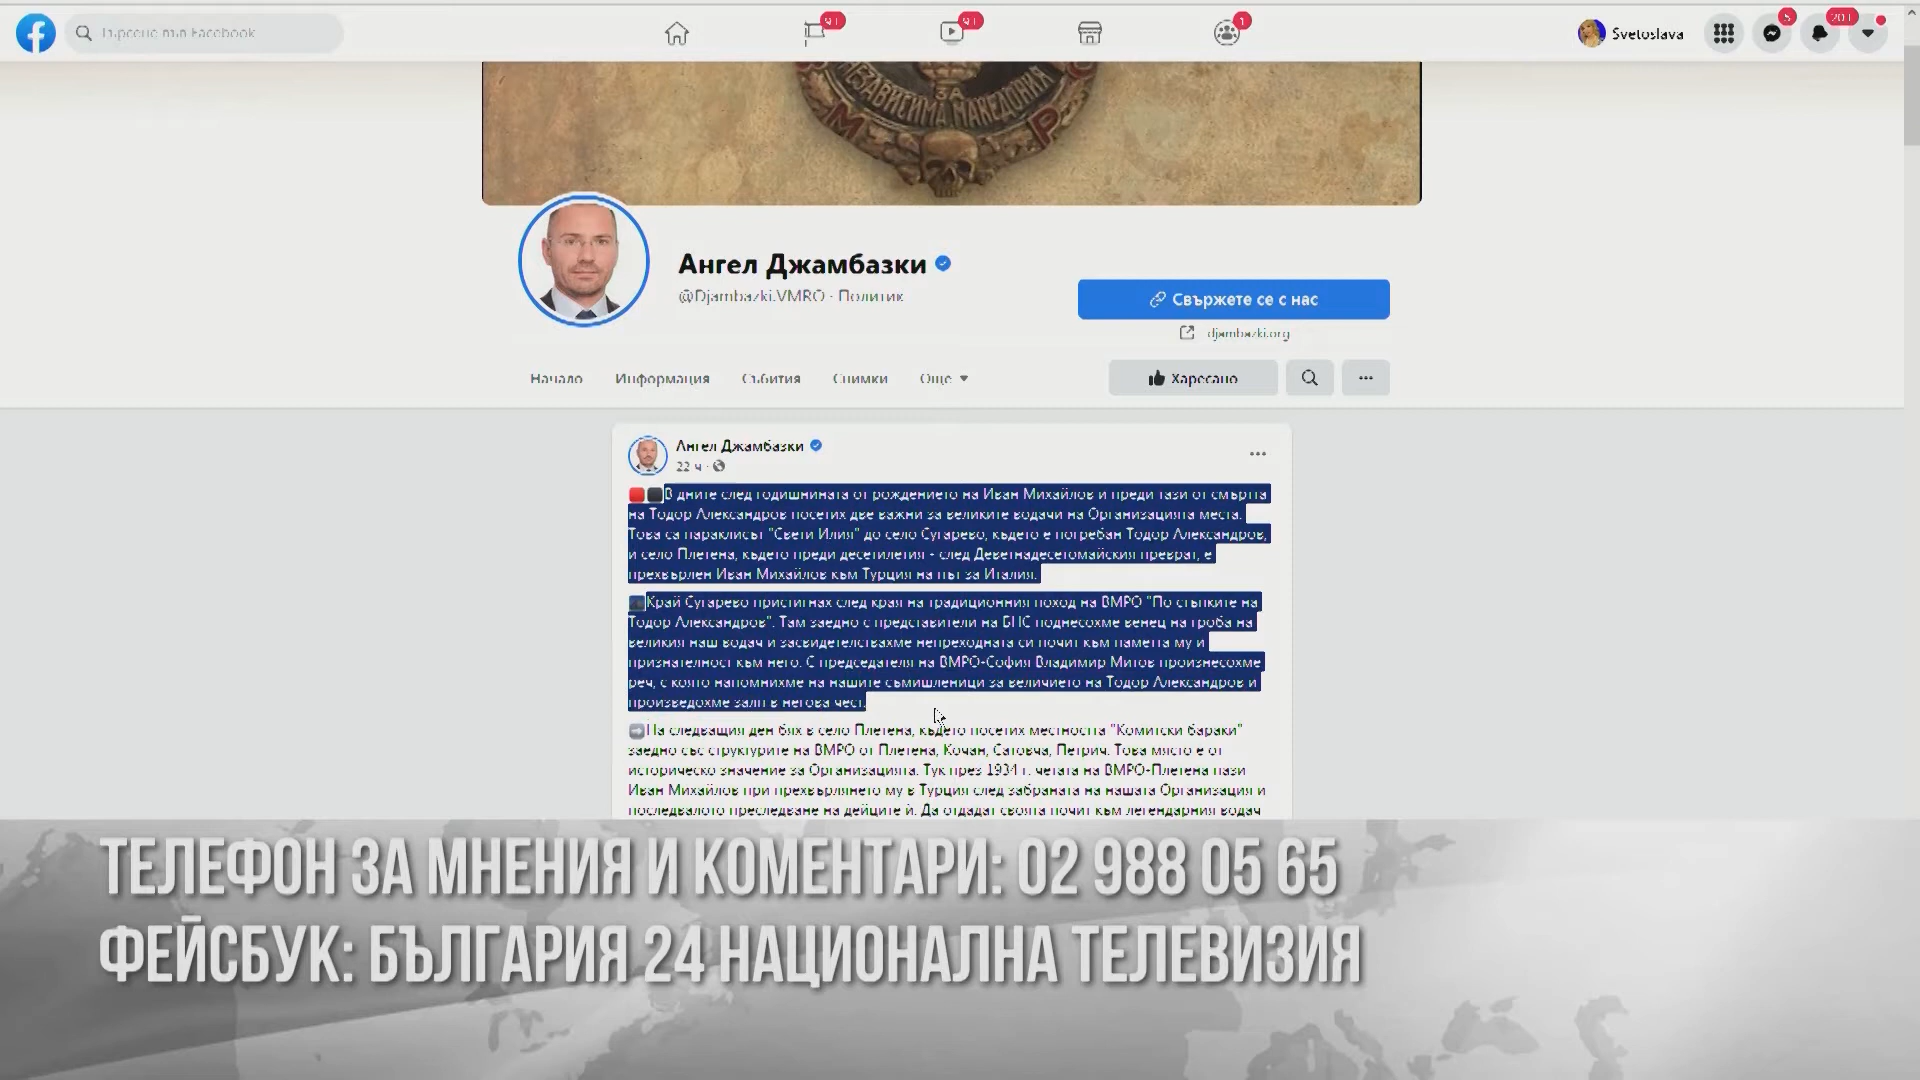 Търсене във Facebook
9+
9+
1
Svetoslava
5
20+
НЕЗАВИСИМА МАКЕДОНИЯ
ЗА
М Р О
Ангел Джамбазки
@Djambazki.VMRO · Политик
Свържете се с нас
djambazki.org
Начало
Информация
Събития
Снимки
Още
Харесано
Ангел Джамбазки
22 ч ·
В дните след годишнината от рождението на Иван Михайлов и преди тази от смъртта
на Тодор Александров посетих две важни за великите водачи на Организацията места.
Това са параклисът "Свети Илия" до село Сугарево, където е погребан Тодор Александров,
и село Плетена, където преди десетилетия - след Деветнадесетомайския преврат, е
прехвърлен Иван Михайлов към Турция на път за Италия.
Край Сугарево пристигнах след края на традиционния поход на ВМРО "По стъпките на
Тодор Александров". Там заедно с представители на БНС поднесохме венец на гроба на
великия наш водач и засвидетелствахме непреходната си почит към паметта му и
признателност към него. С председателя на ВМРО-София Владимир Митов произнесохме
реч, с която напомнихме на нашите съмишленици за величието на Тодор Александров и
произведохме залп в негова чест.
На следващия ден бях в село Плетена, където посетих местността "Комитски бараки"
заедно със структурите на ВМРО от Плетена, Кочан, Сатовча, Петрич. Това място е от
историческо значение за Организацията. Тук през 1934 г. четата на ВМРО-Плетена пази
Иван Михайлов при прехвърлянето му в Турция след забраната на нашата Организация и
последвалото преследване на дейците ѝ. Да отдадат своята почит към легендарния водач
ТЕЛЕФОН ЗА МНЕНИЯ И КОМЕНТАРИ: 02 988 05 65
ФЕЙСБУК: БЪЛГАРИЯ 24 НАЦИОНАЛНА ТЕЛЕВИЗИЯ